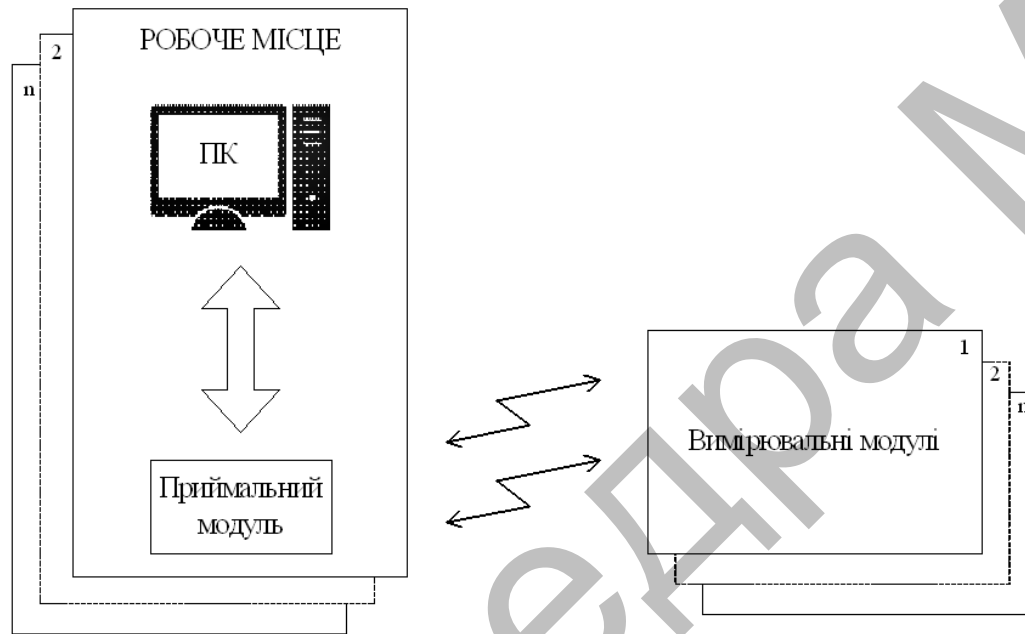 РОБОЧЕ МІСЦЕ
2
n
ПК
Приймальний
модуль
1
2
n
Вимірювальні модулі